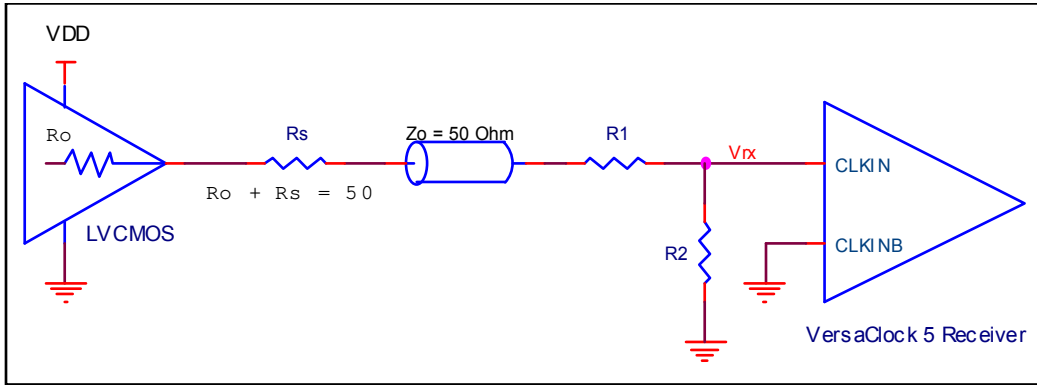 VDD
Ro
Rs
Zo = 50 Ohm
R1
Vrx
CLKIN
Ro + Rs = 50
LVCMOS
R2
CLKINB
VersaClock 5 Receiver